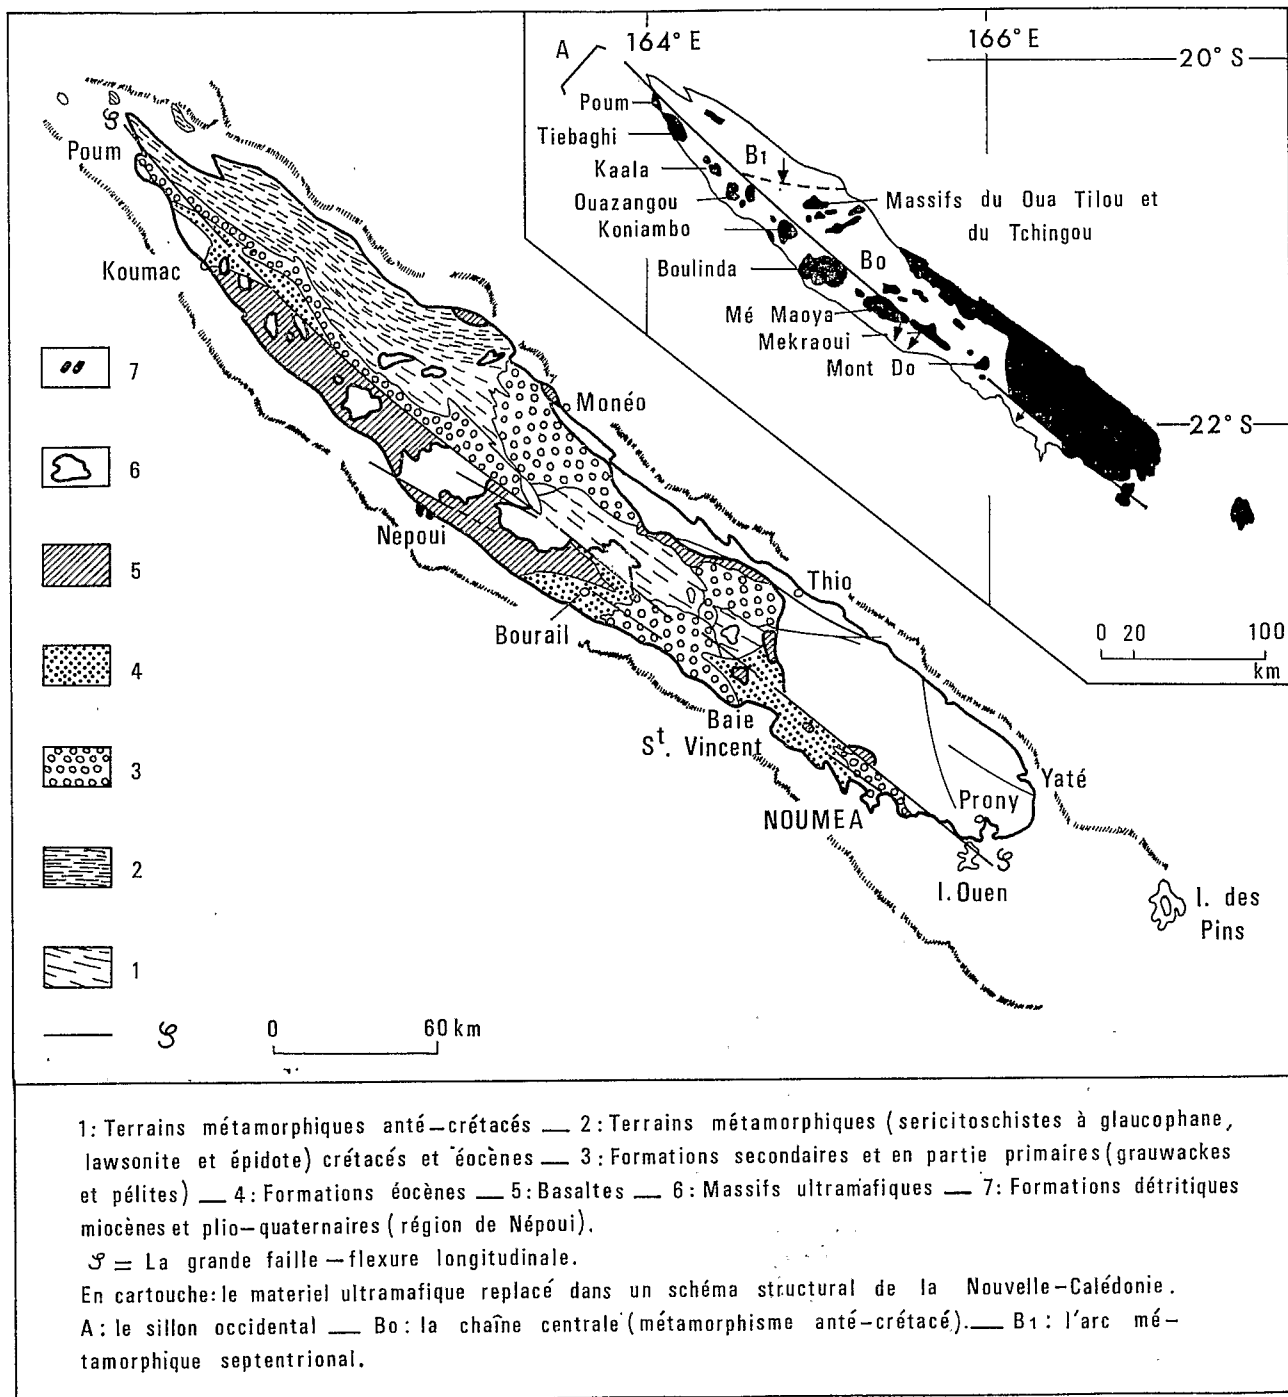 164° E
166° E
A
20° S
Poum
Tiebaghi
Kaala
B1
Ouazangou
Massifs du Oua Tilou et
du Tchingou
Koniambo
Boulinda
Bo
Mé Maoya
Mekraoui
Mont Do
22° S
0 20 100
km
Poum
Koumac
Monéo
Nepoui
Bourail
Thio
Baie
St. Vincent
NOUMEA
Prony
Yaté
I. Ouen
I. des
Pins
7
6
5
4
3
2
1
0 60 km
1: Terrains métamorphiques anté–crétacés — 2: Terrains métamorphiques (sericitoschistes à glaucophane,
lawsonite et épidote) crétacés et éocènes — 3: Formations secondaires et en partie primaires (grauwackes
et pélites) — 4: Formations éocènes — 5: Basaltes — 6: Massifs ultramafiques — 7: Formations détritiques
miocènes et plio–quaternaires (région de Népoui).
= La grande faille–flexure longitudinale.
En cartouche: le materiel ultramafique replacé dans un schéma structural de la Nouvelle-Calédonie.
A: le sillon occidental — Bo: la chaîne centrale (métamorphisme anté-crétacé). — B1: l'arc mé–
tamorphique septentrional.